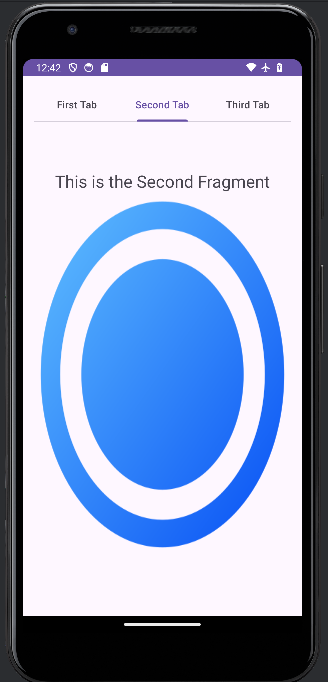 12:42
First Tab Second Tab Third Tab
This is the Second Fragment